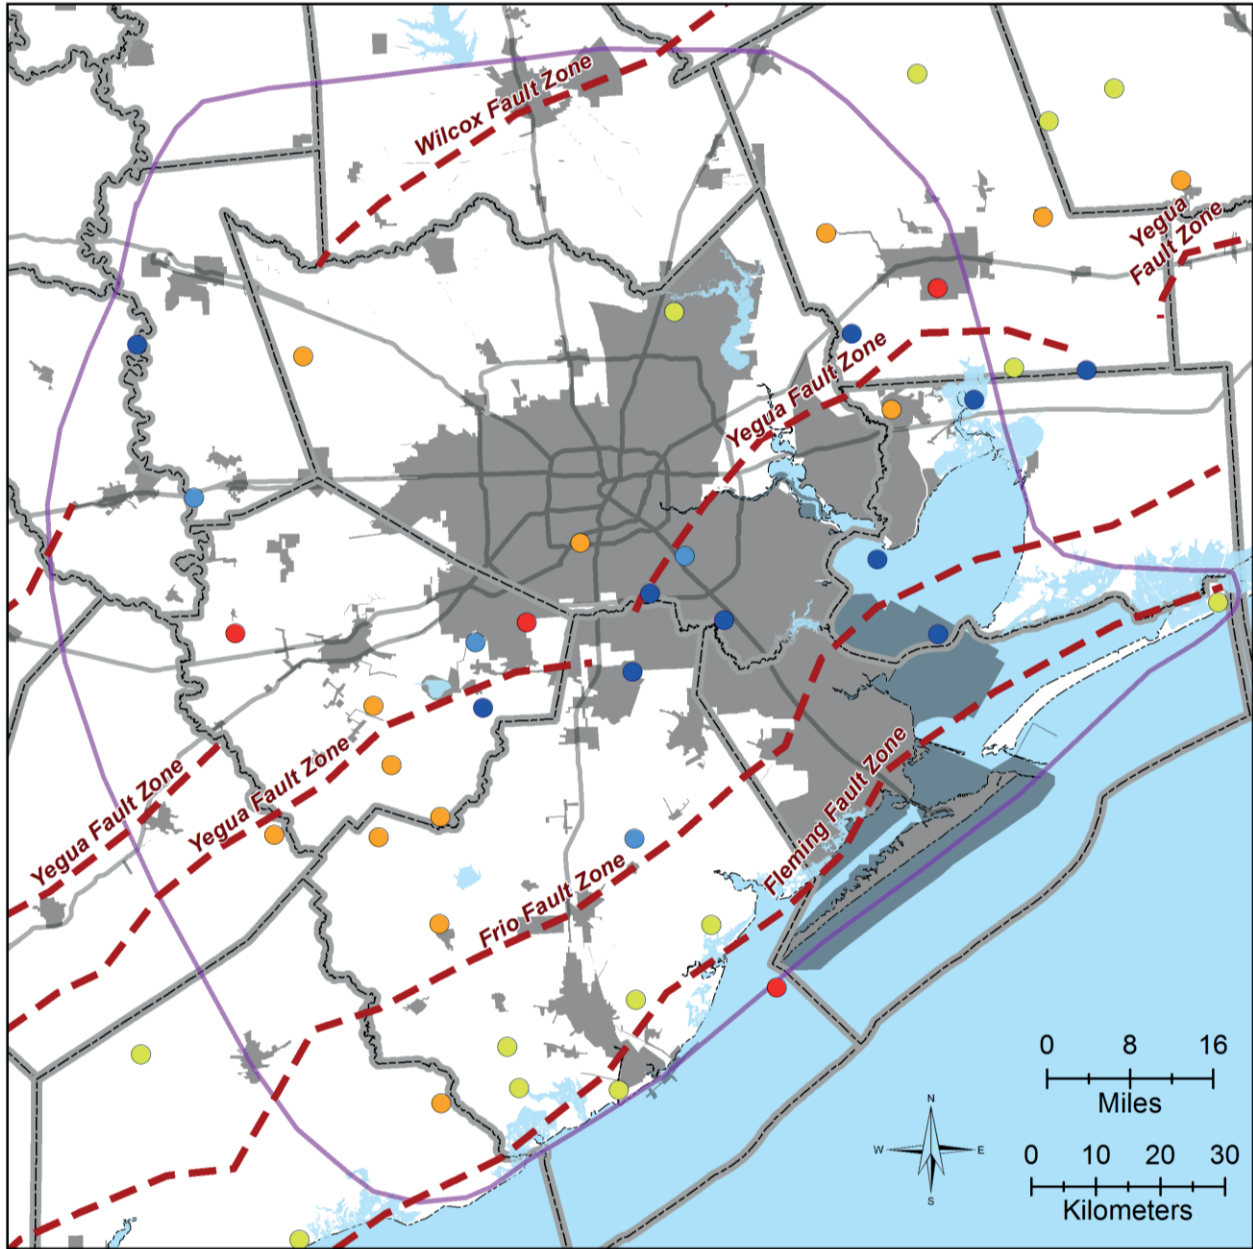 Wilcox Fault Zone
Yegua
Fault Zone
Yegua Fault Zone
Yegua Fault Zone
Yegua Fault Zone
Fleming Fault Zone
Frio Fault Zone
0 8 16
Miles
N
W E
S
0 10 20 30
Kilometers